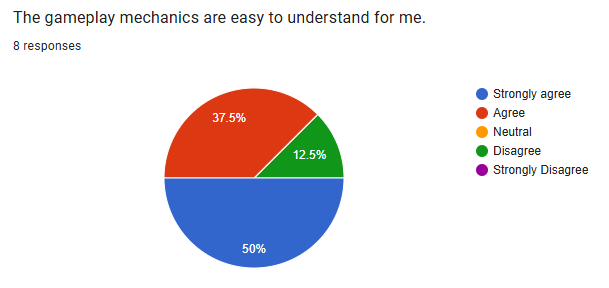 The gameplay mechanics are easy to understand for me.
8 responses
37.5%
12.5%
50%
Strongly agree
Agree
Neutral
Disagree
Strongly Disagree